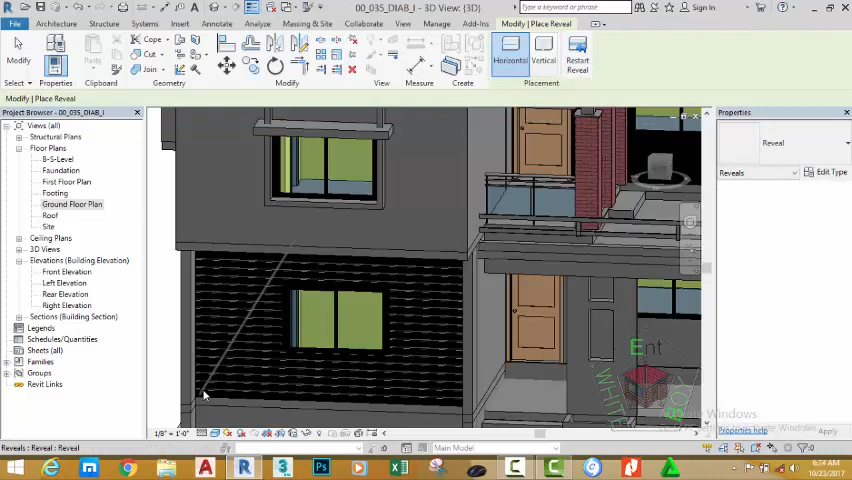 00_035_DIAB_I - 3D View: {3D}
Type a keyword or phrase
Sign In
File Architecture Structure Systems Insert Annotate Analyze Massing & Site Collaborate View Manage Add-Ins Modify | Place Reveal
Modify
Properties
Paste
Cope
Cut
Join
Horizontal
Vertical
Restart
Reveal
Select Properties Clipboard Geometry Modify View Measure Create Placement
Modify | Place Reveal
Project Browser - 00_035_DIAB_I
Properties
Views (all)
Structural Plans
Floor Plans
B-S-Level
Foundation
First Floor Plan
Footing
Ground Floor Plan
Roof
Site
Ceiling Plans
3D Views
Elevations (Building Elevation)
Front Elevation
Left Elevation
Rear Elevation
Right Elevation
Sections (Building Section)
Legends
Schedules/Quantities
Sheets (all)
Families
Groups
Revit Links
Reveal
Reveals
Edit Type
Ent
WHITE
Properties help
Apply
1/8" = 1'-0"
Reveals : Reveal : Reveal
:0
Main Model
:0
6:24 AM
10/23/2017